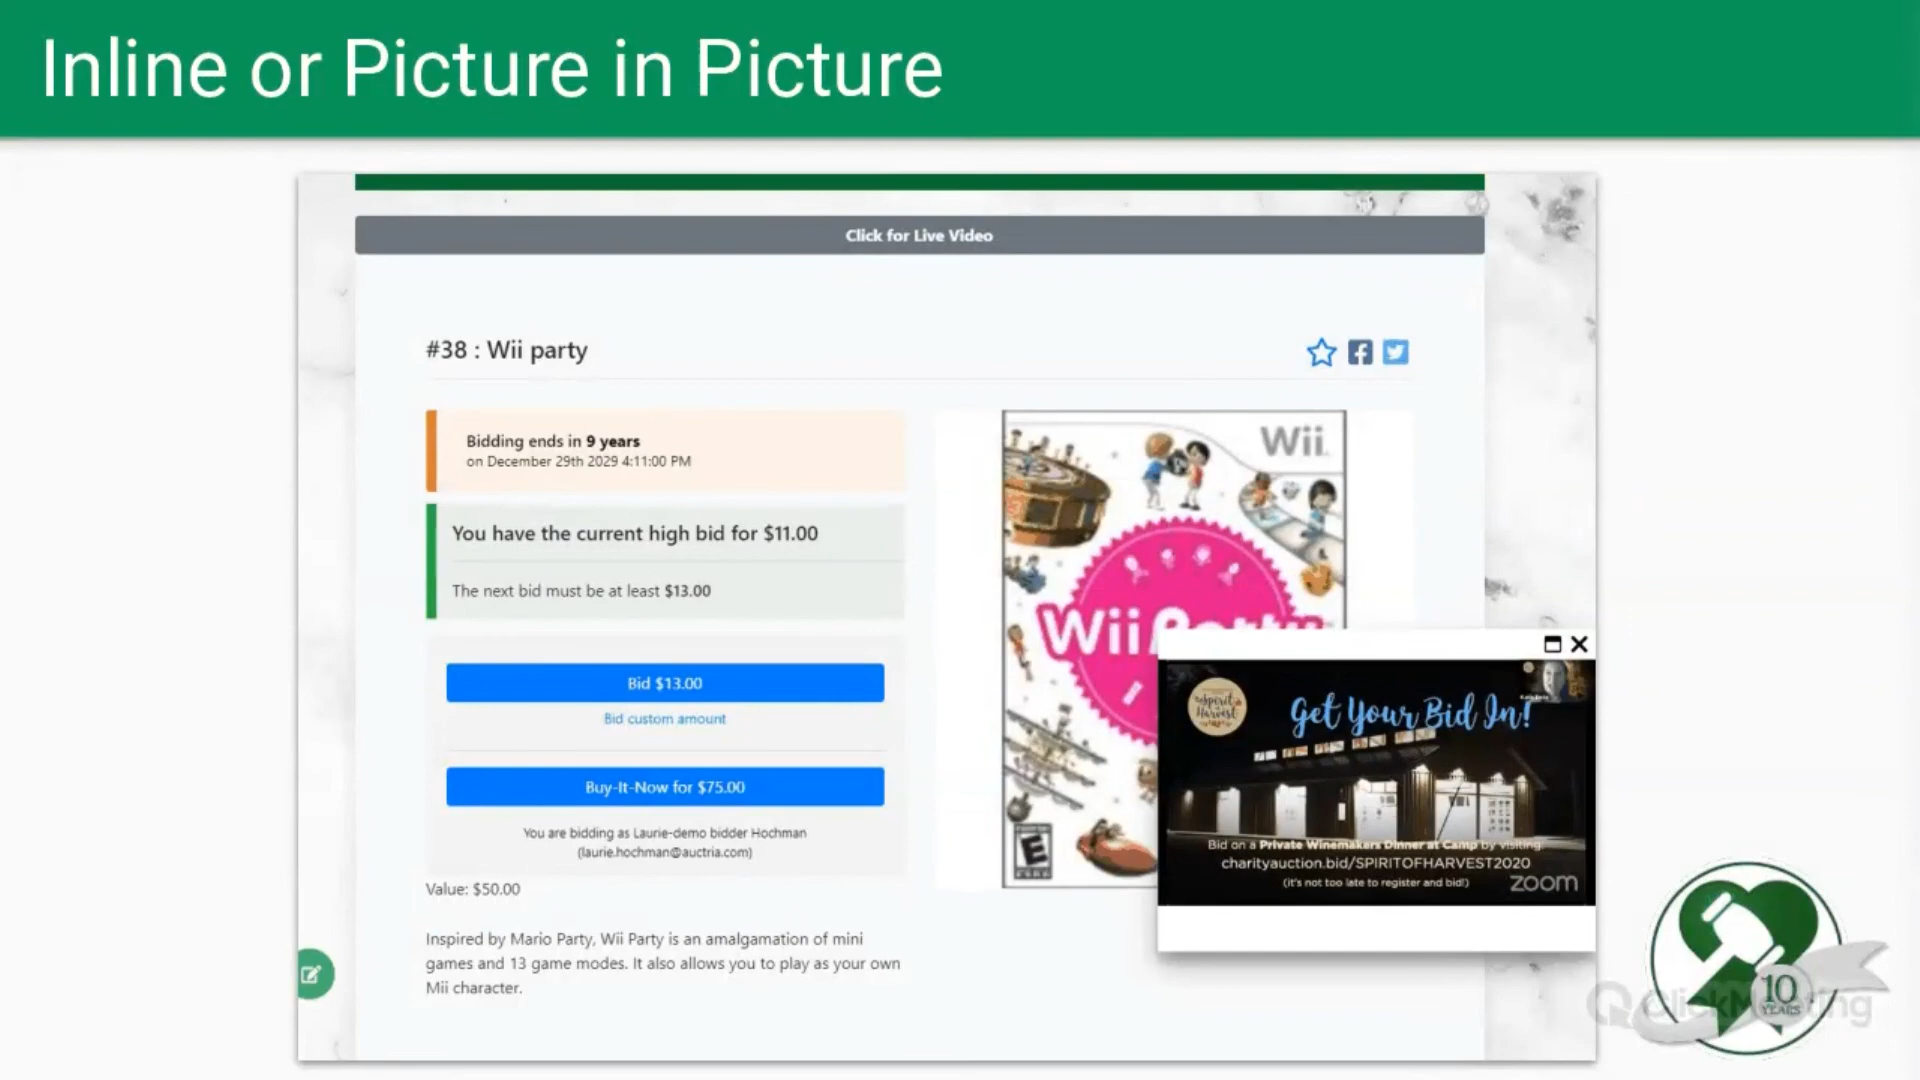 Inline or Picture in Picture
Click for Live Video
#38 : Wii party
Bidding ends in 9 years
on December 29th 2029 4:11:00 PM
You have the current high bid for $11.00
The next bid must be at least $13.00
Bid $13.00
Bid custom amount
Buy-It-Now for $75.00
You are bidding as Laurie-demo bidder Hochman
(laurie.hochman@auctria.com)
Value: $50.00
Inspired by Mario Party, Wii Party is an amalgamation of mini
games and 13 game modes. It also allows you to play as your own
Mii character.
Wii
Wii Party
E
Spirit
Harvest
Get Your Bid In!
Bid on a Private Winemakers Dinner at Camp by visiting:
charityauction.bid/SPIRITOFHARVEST2020
(it's not too late to register and bid!)
zoom
10
YEARS
ClickMeeting